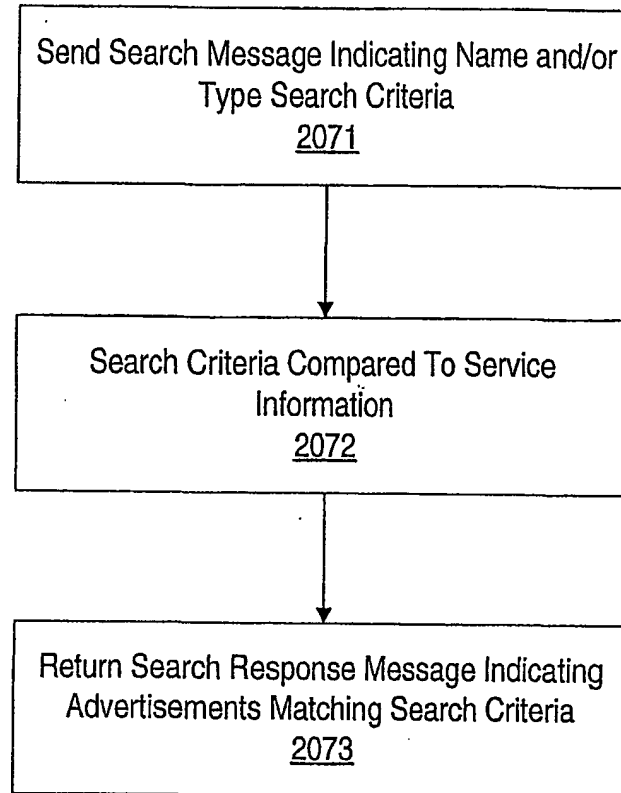 Send Search Message Indicating Name and/or
Type Search Criteria
2071
Search Criteria Compared To Service
Information
2072
Return Search Response Message Indicating
Advertisements Matching Search Criteria
2073